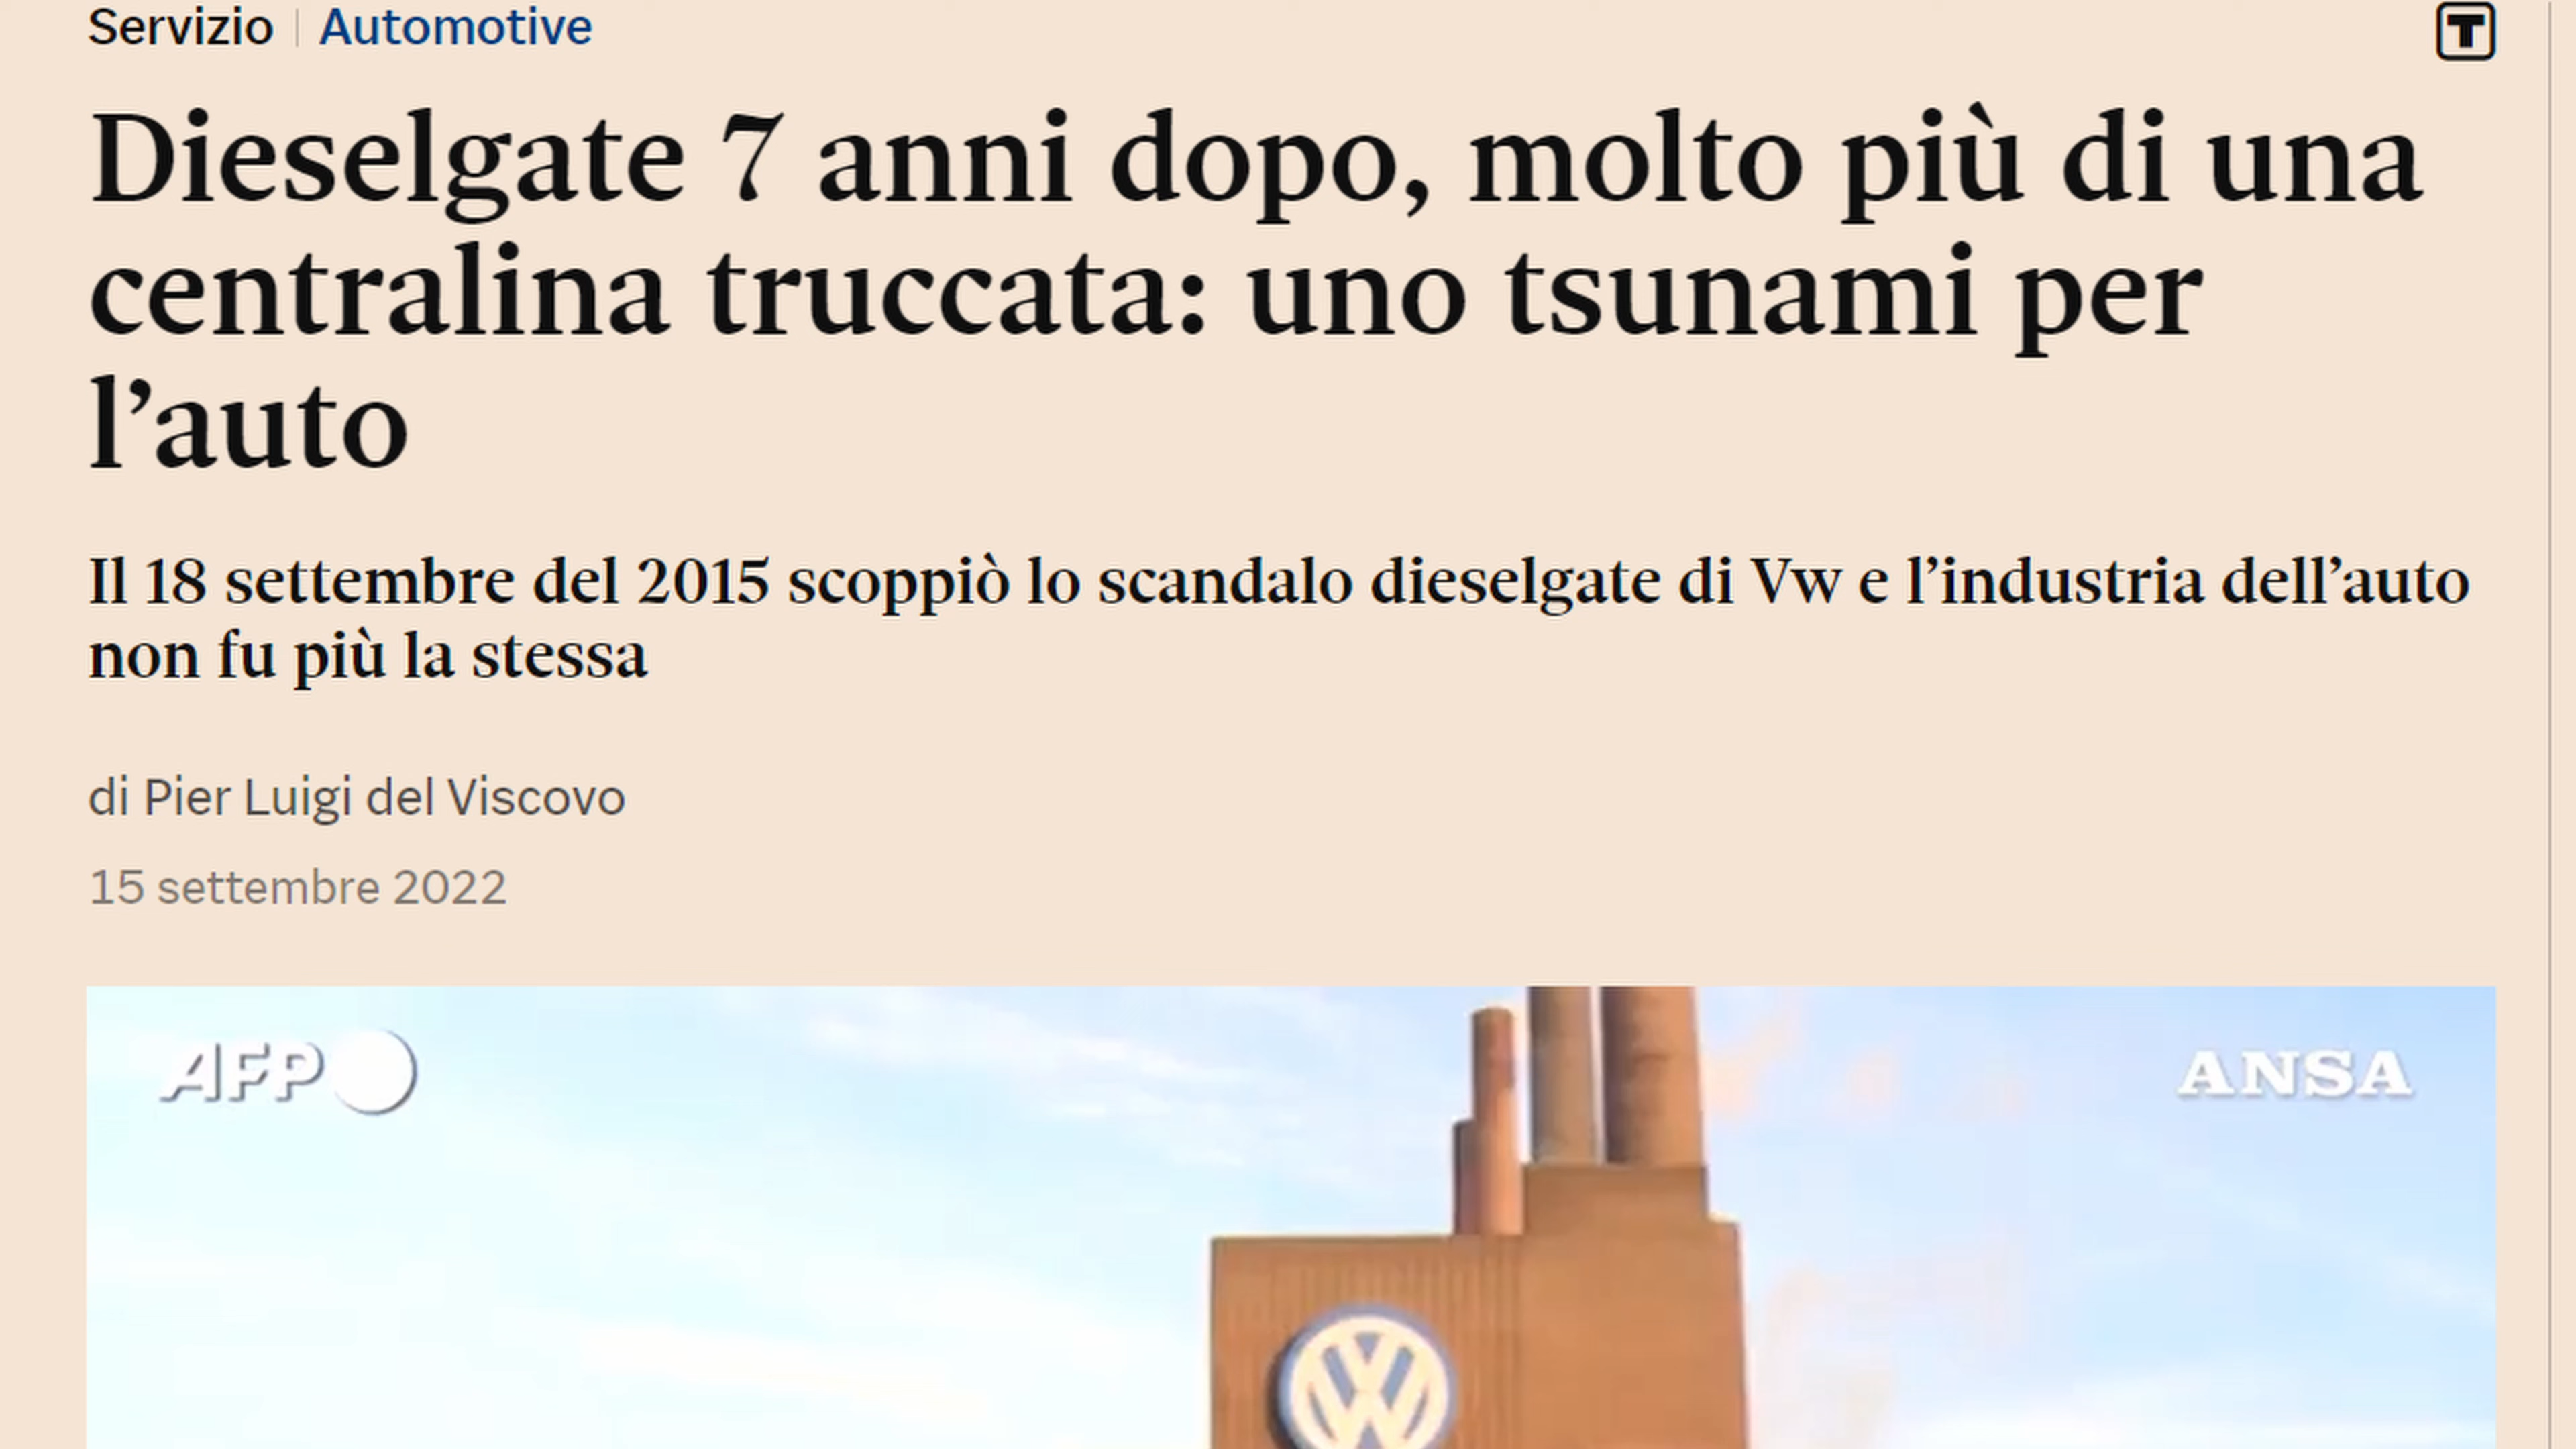 Servizio | Automotive
T
Dieselgate 7 anni dopo, molto più di una
centralina truccata: uno tsunami per
l’auto
Il 18 settembre del 2015 scoppiò lo scandalo dieselgate di Vw e l’industria dell’auto
non fu più la stessa
di Pier Luigi del Viscovo
15 settembre 2022
AFP
ANSA
VW